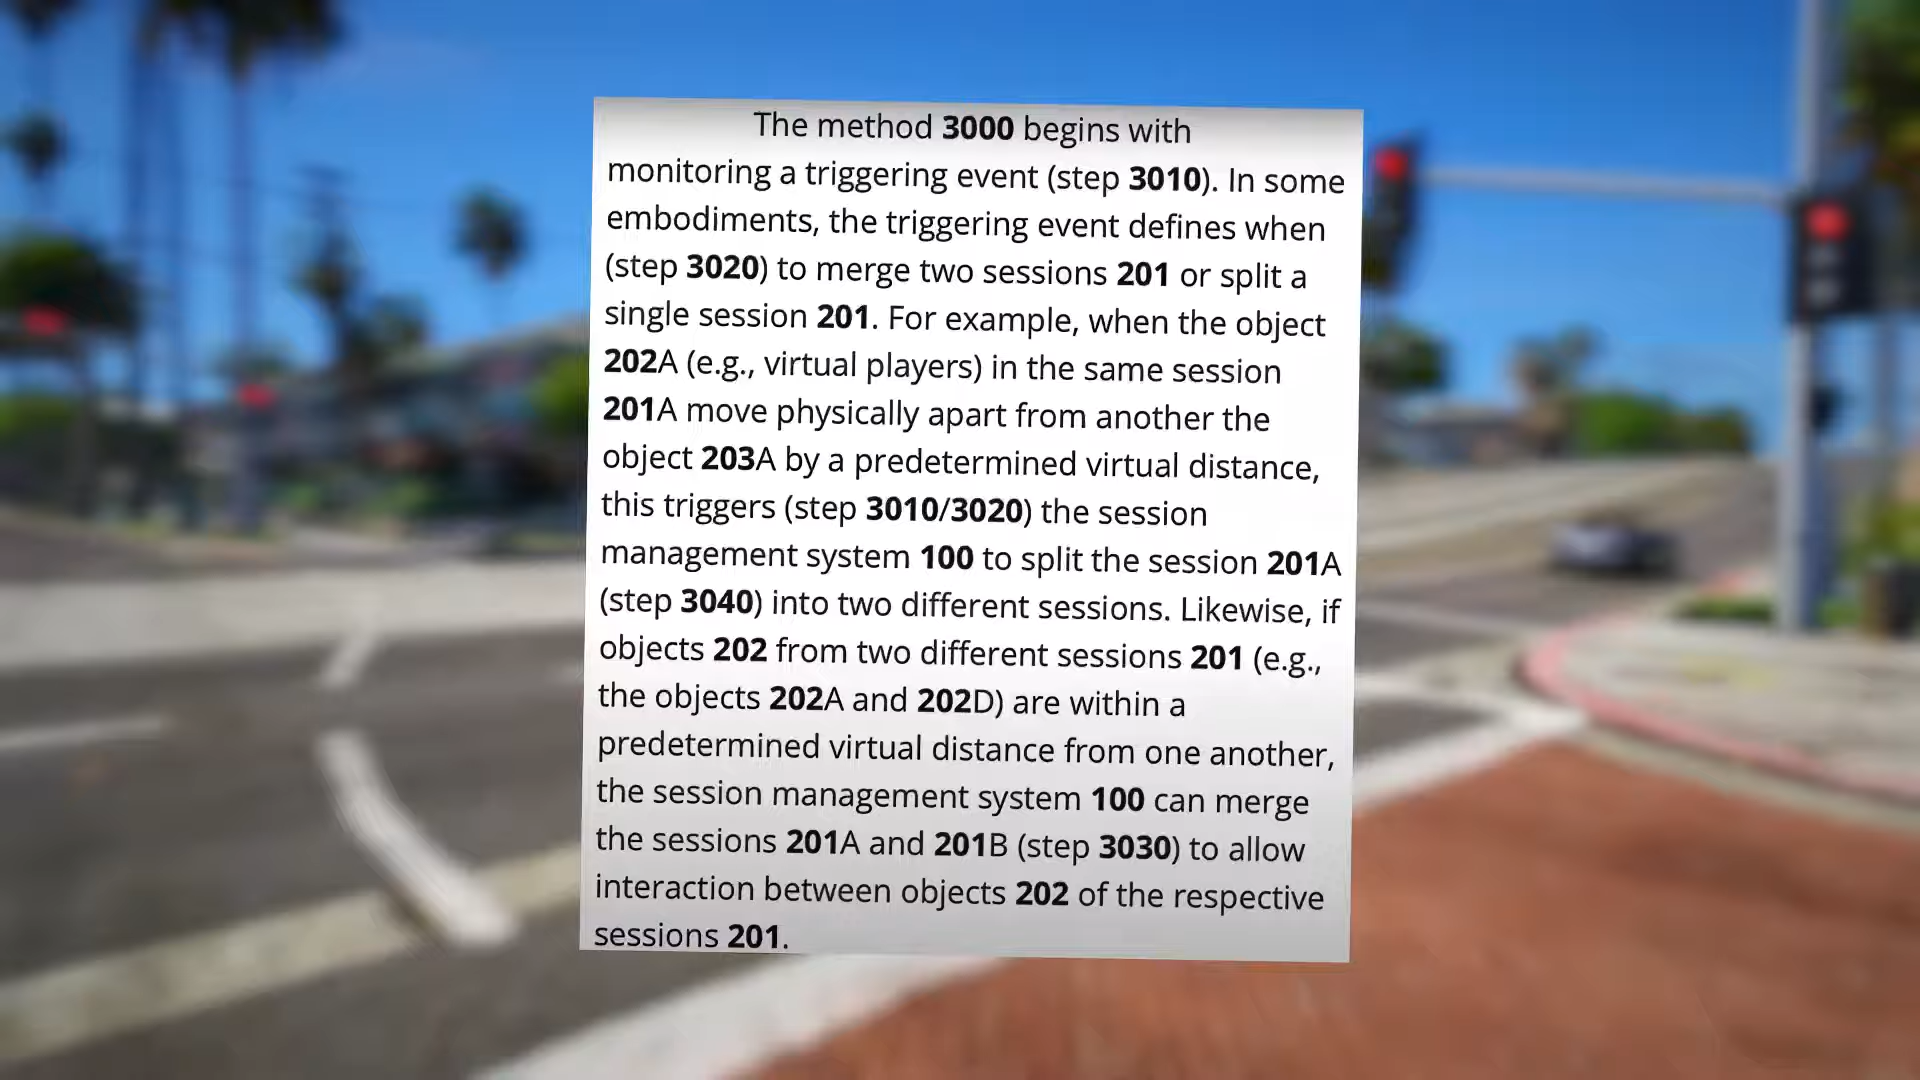 The method 3000 begins with
monitoring a triggering event (step 3010). In some
embodiments, the triggering event defines when
(step 3020) to merge two sessions 201 or split a
single session 201. For example, when the object
202A (e.g., virtual players) in the same session
201A move physically apart from another the
object 203A by a predetermined virtual distance,
this triggers (step 3010/3020) the session
management system 100 to split the session 201A
(step 3040) into two different sessions. Likewise, if
objects 202 from two different sessions 201 (e.g.,
the objects 202A and 202D) are within a
predetermined virtual distance from one another,
the session management system 100 can merge
the sessions 201A and 201B (step 3030) to allow
interaction between objects 202 of the respective
sessions 201.